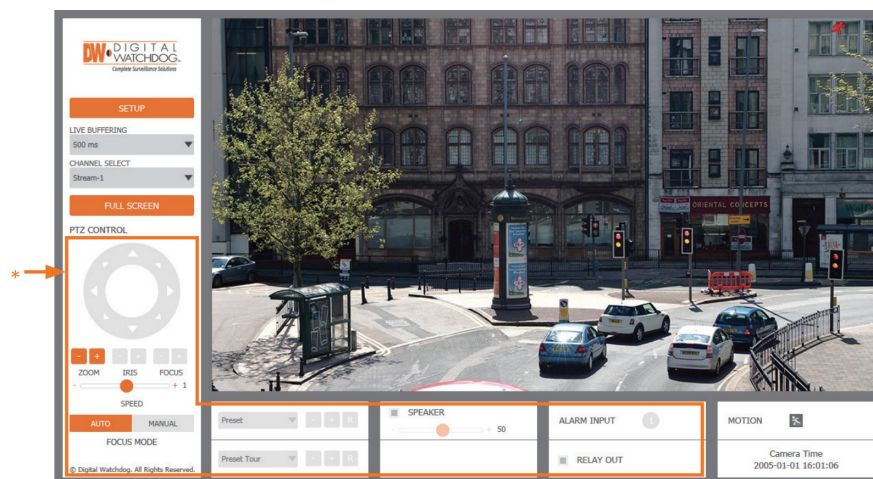 DIGITAL
DW WATCHDOG®
Complete Surveillance Solutions
SETUP
LIVE BUFFERING
500 ms
CHANNEL SELECT
Stream-1
FULL SCREEN
PTZ CONTROL
*
- + - + - +
ZOOM IRIS FOCUS
- + 1
SPEED
AUTO MANUAL
FOCUS MODE
© Digital Watchdog. All Rights Reserved.
ORIENTAL CONCEPTS
Preset - + R
Preset Tour - + R
SPEAKER
- + 50
ALARM INPUT 1
RELAY OUT
MOTION
Camera Time
2005-01-01 16:01:06